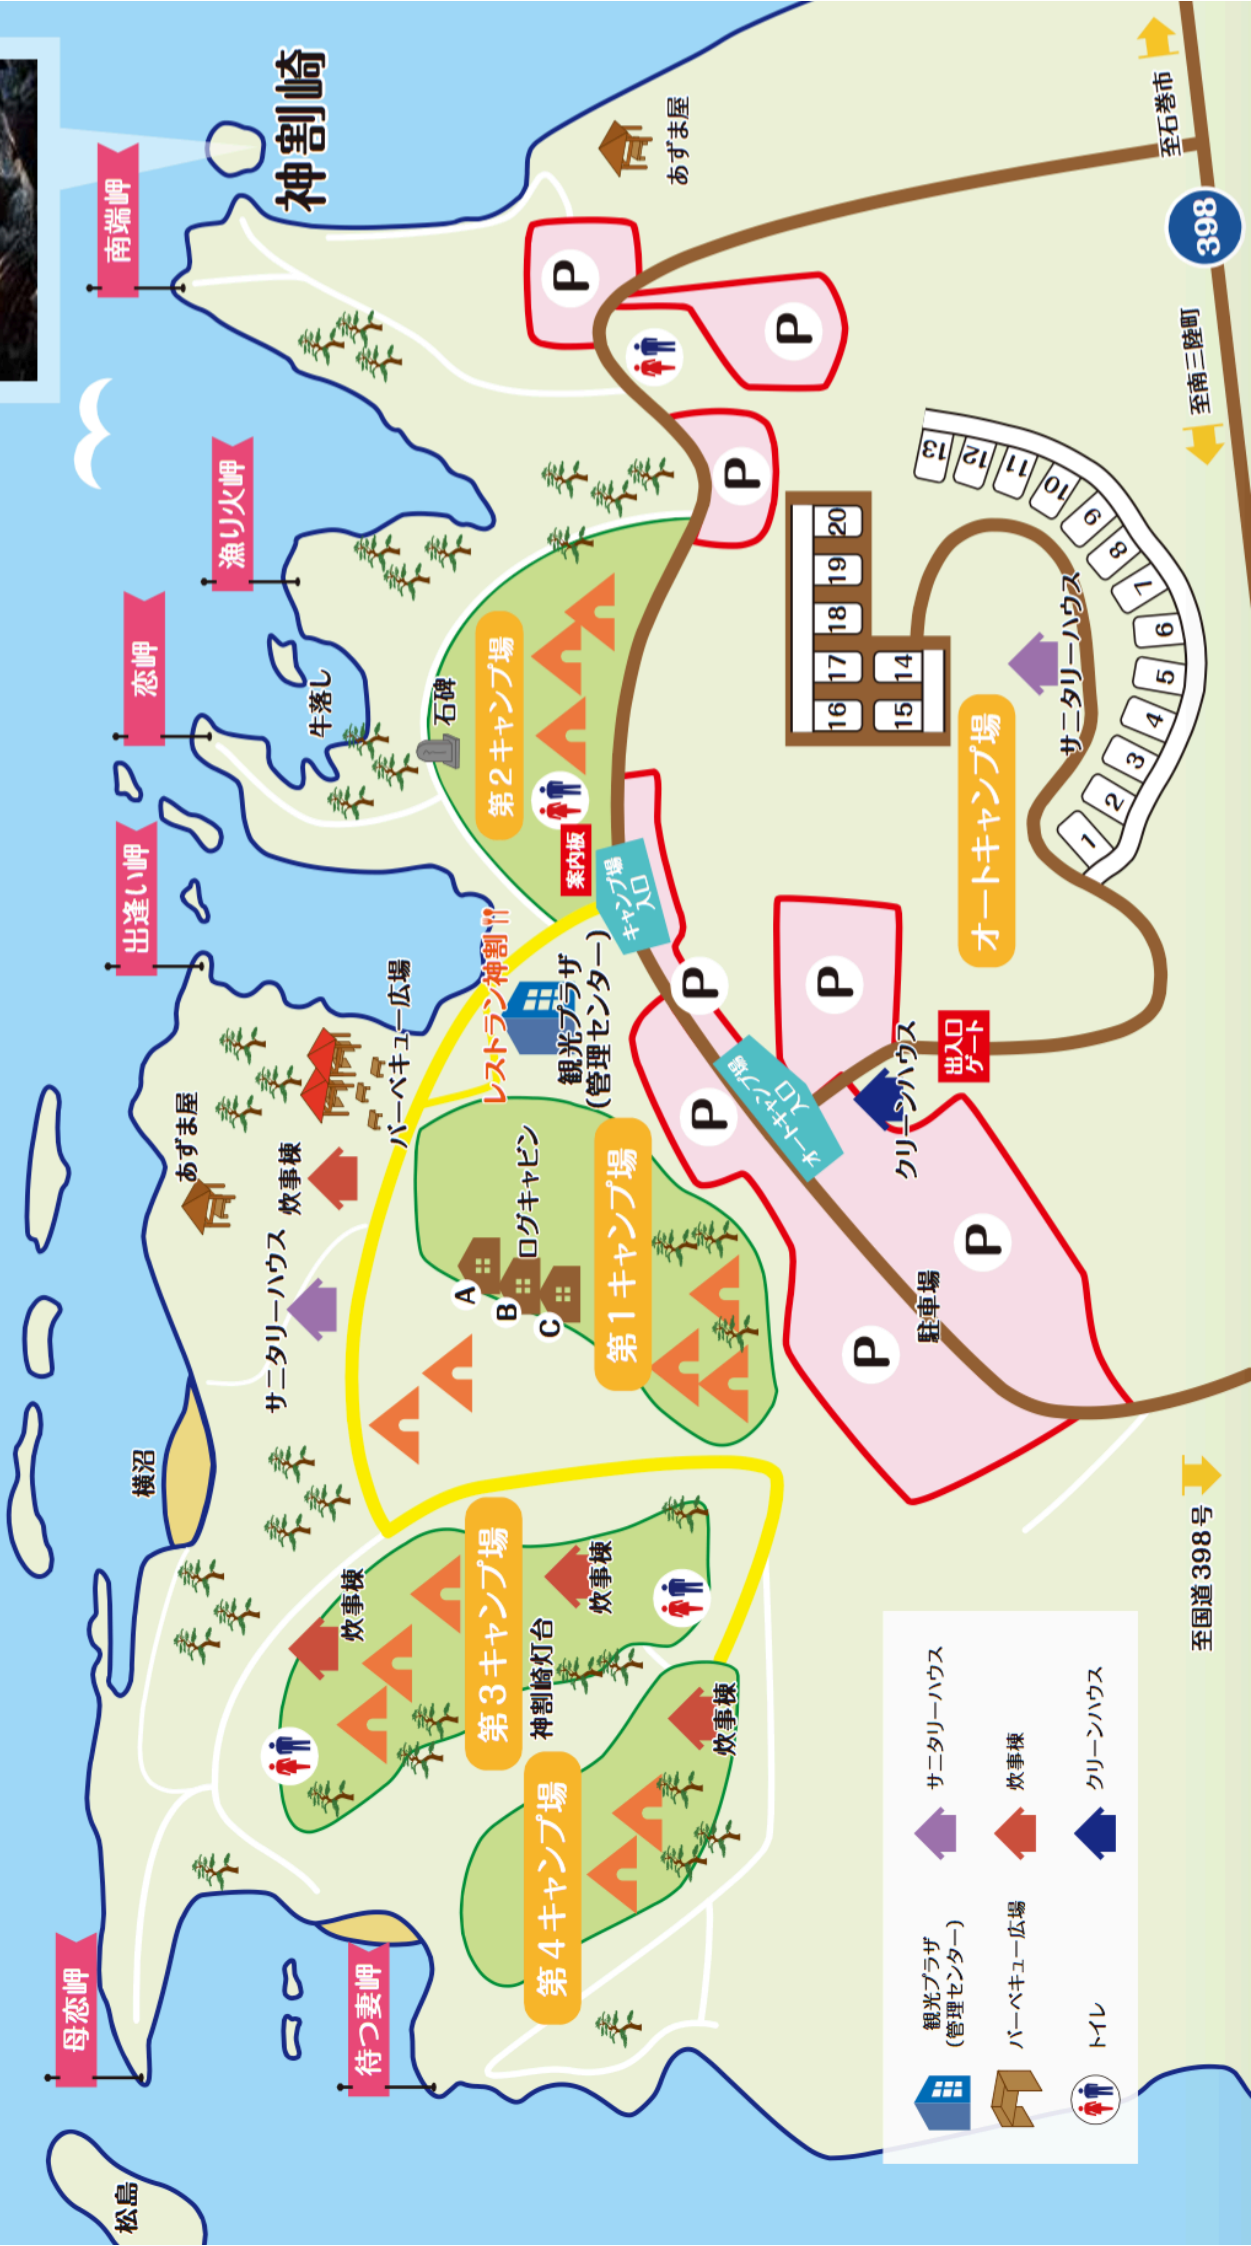 松島
母恋岬
待つ妻岬
横沼
あずま屋
出逢い岬
恋岬
漁り火岬
南端岬
神割崎
サニタリーハウス
炊事棟
バーベキュー広場
牛落し
石碑
あずま屋
炊事棟
第3キャンプ場
炊事棟
神割崎灯台
第4キャンプ場
炊事棟
A
B
C
ログキャビン
第1キャンプ場
レストラン神割
観光プラザ
(管理センター)
案内板
第2キャンプ場
キャンプ場
入口
オートキャンプ場
入口
P
P
P
P
P
P
P
P
駐車場
クリーンハウス
出入口
ゲート
オートキャンプ場
サニタリーハウス
1
2
3
4
5
6
7
8
9
10
11
12
13
14
15
16
17
18
19
20
至国道398号
至南三陸町
398
至石巻市
観光プラザ
(管理センター)
サニタリーハウス
バーベキュー広場
炊事棟
トイレ
クリーンハウス